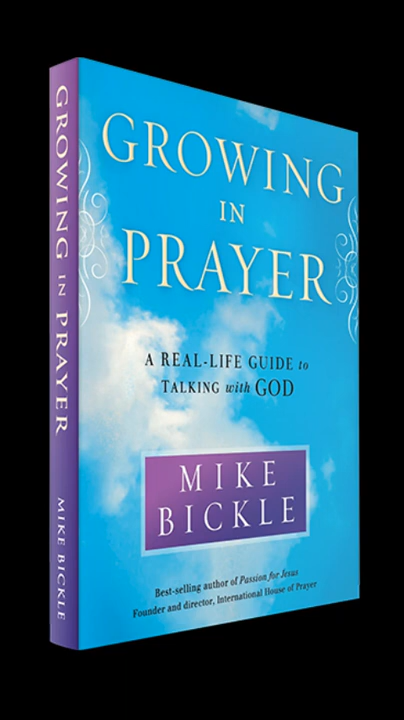 GROWING IN PRAYER
MIKE BICKLE
GROWING
IN
PRAYER
A REAL-LIFE GUIDE to
TALKING with GOD
MIKE
BICKLE
Best-selling author of Passion for Jesus
Founder and director, International House of Prayer